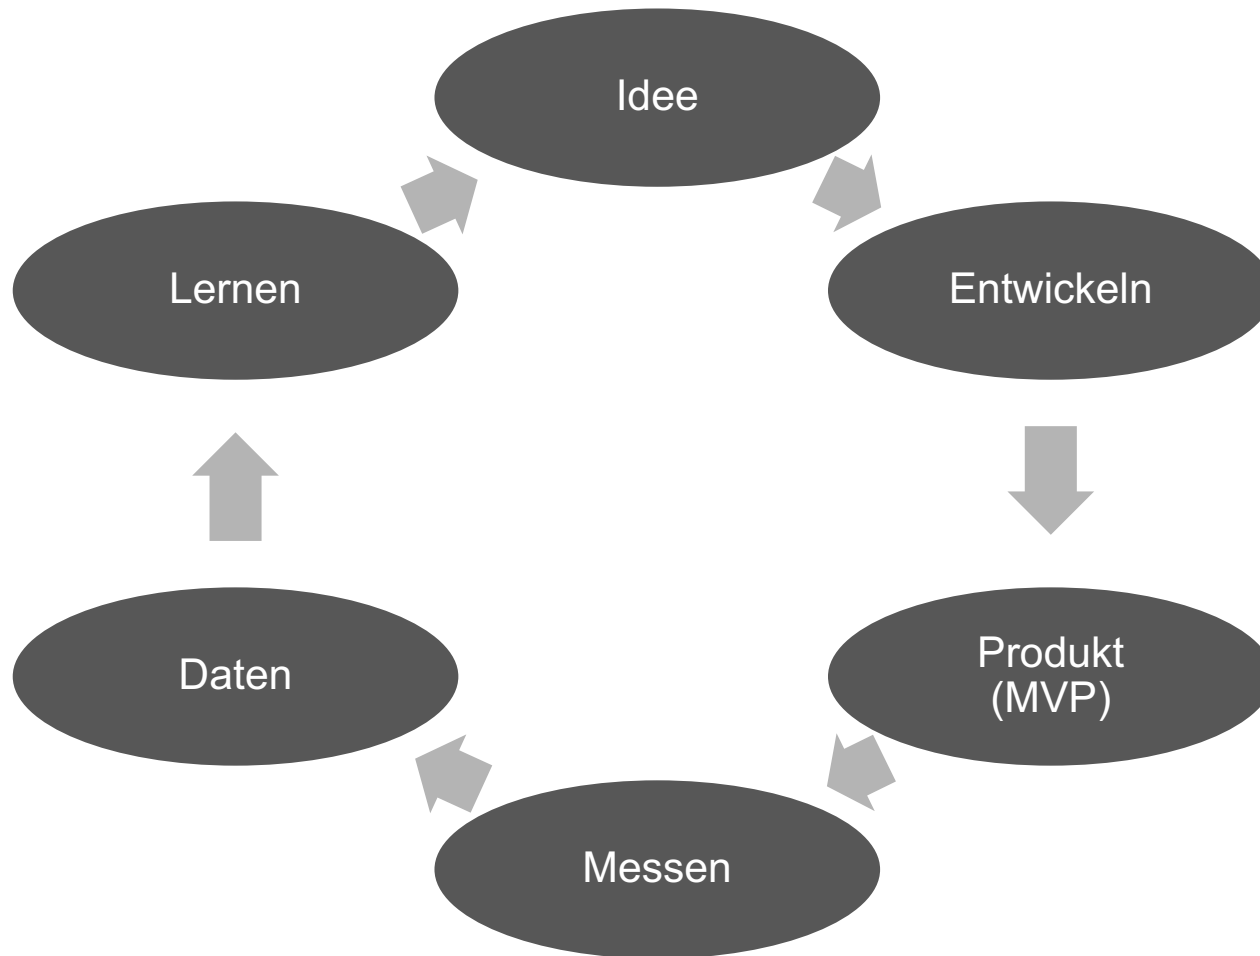 Idee
Entwickeln
Produkt
(MVP)
Messen
Daten
Lernen